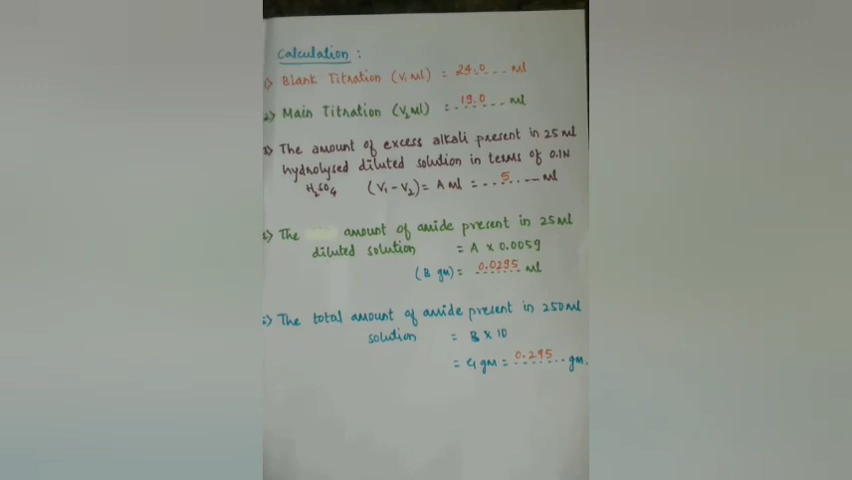 Calculation :
1) Blank Titration (V₁ ml) = 24.0 ... ml
2) Main Titration (V₂ ml) = .19.0... ml
3) The amount of excess alkali present in 25 ml
hydrolysed diluted solution in terms of 0.1N
H₂SO₄ (V₁ - V₂) = A ml = ...5...... ml
The amount of amide present in 25 ml
diluted solution = A x 0.0059
(B gm) = 0.0295 ml
The total amount of amide present in 250 ml
solution = B x 10
= gm = 0.295 .. gm.